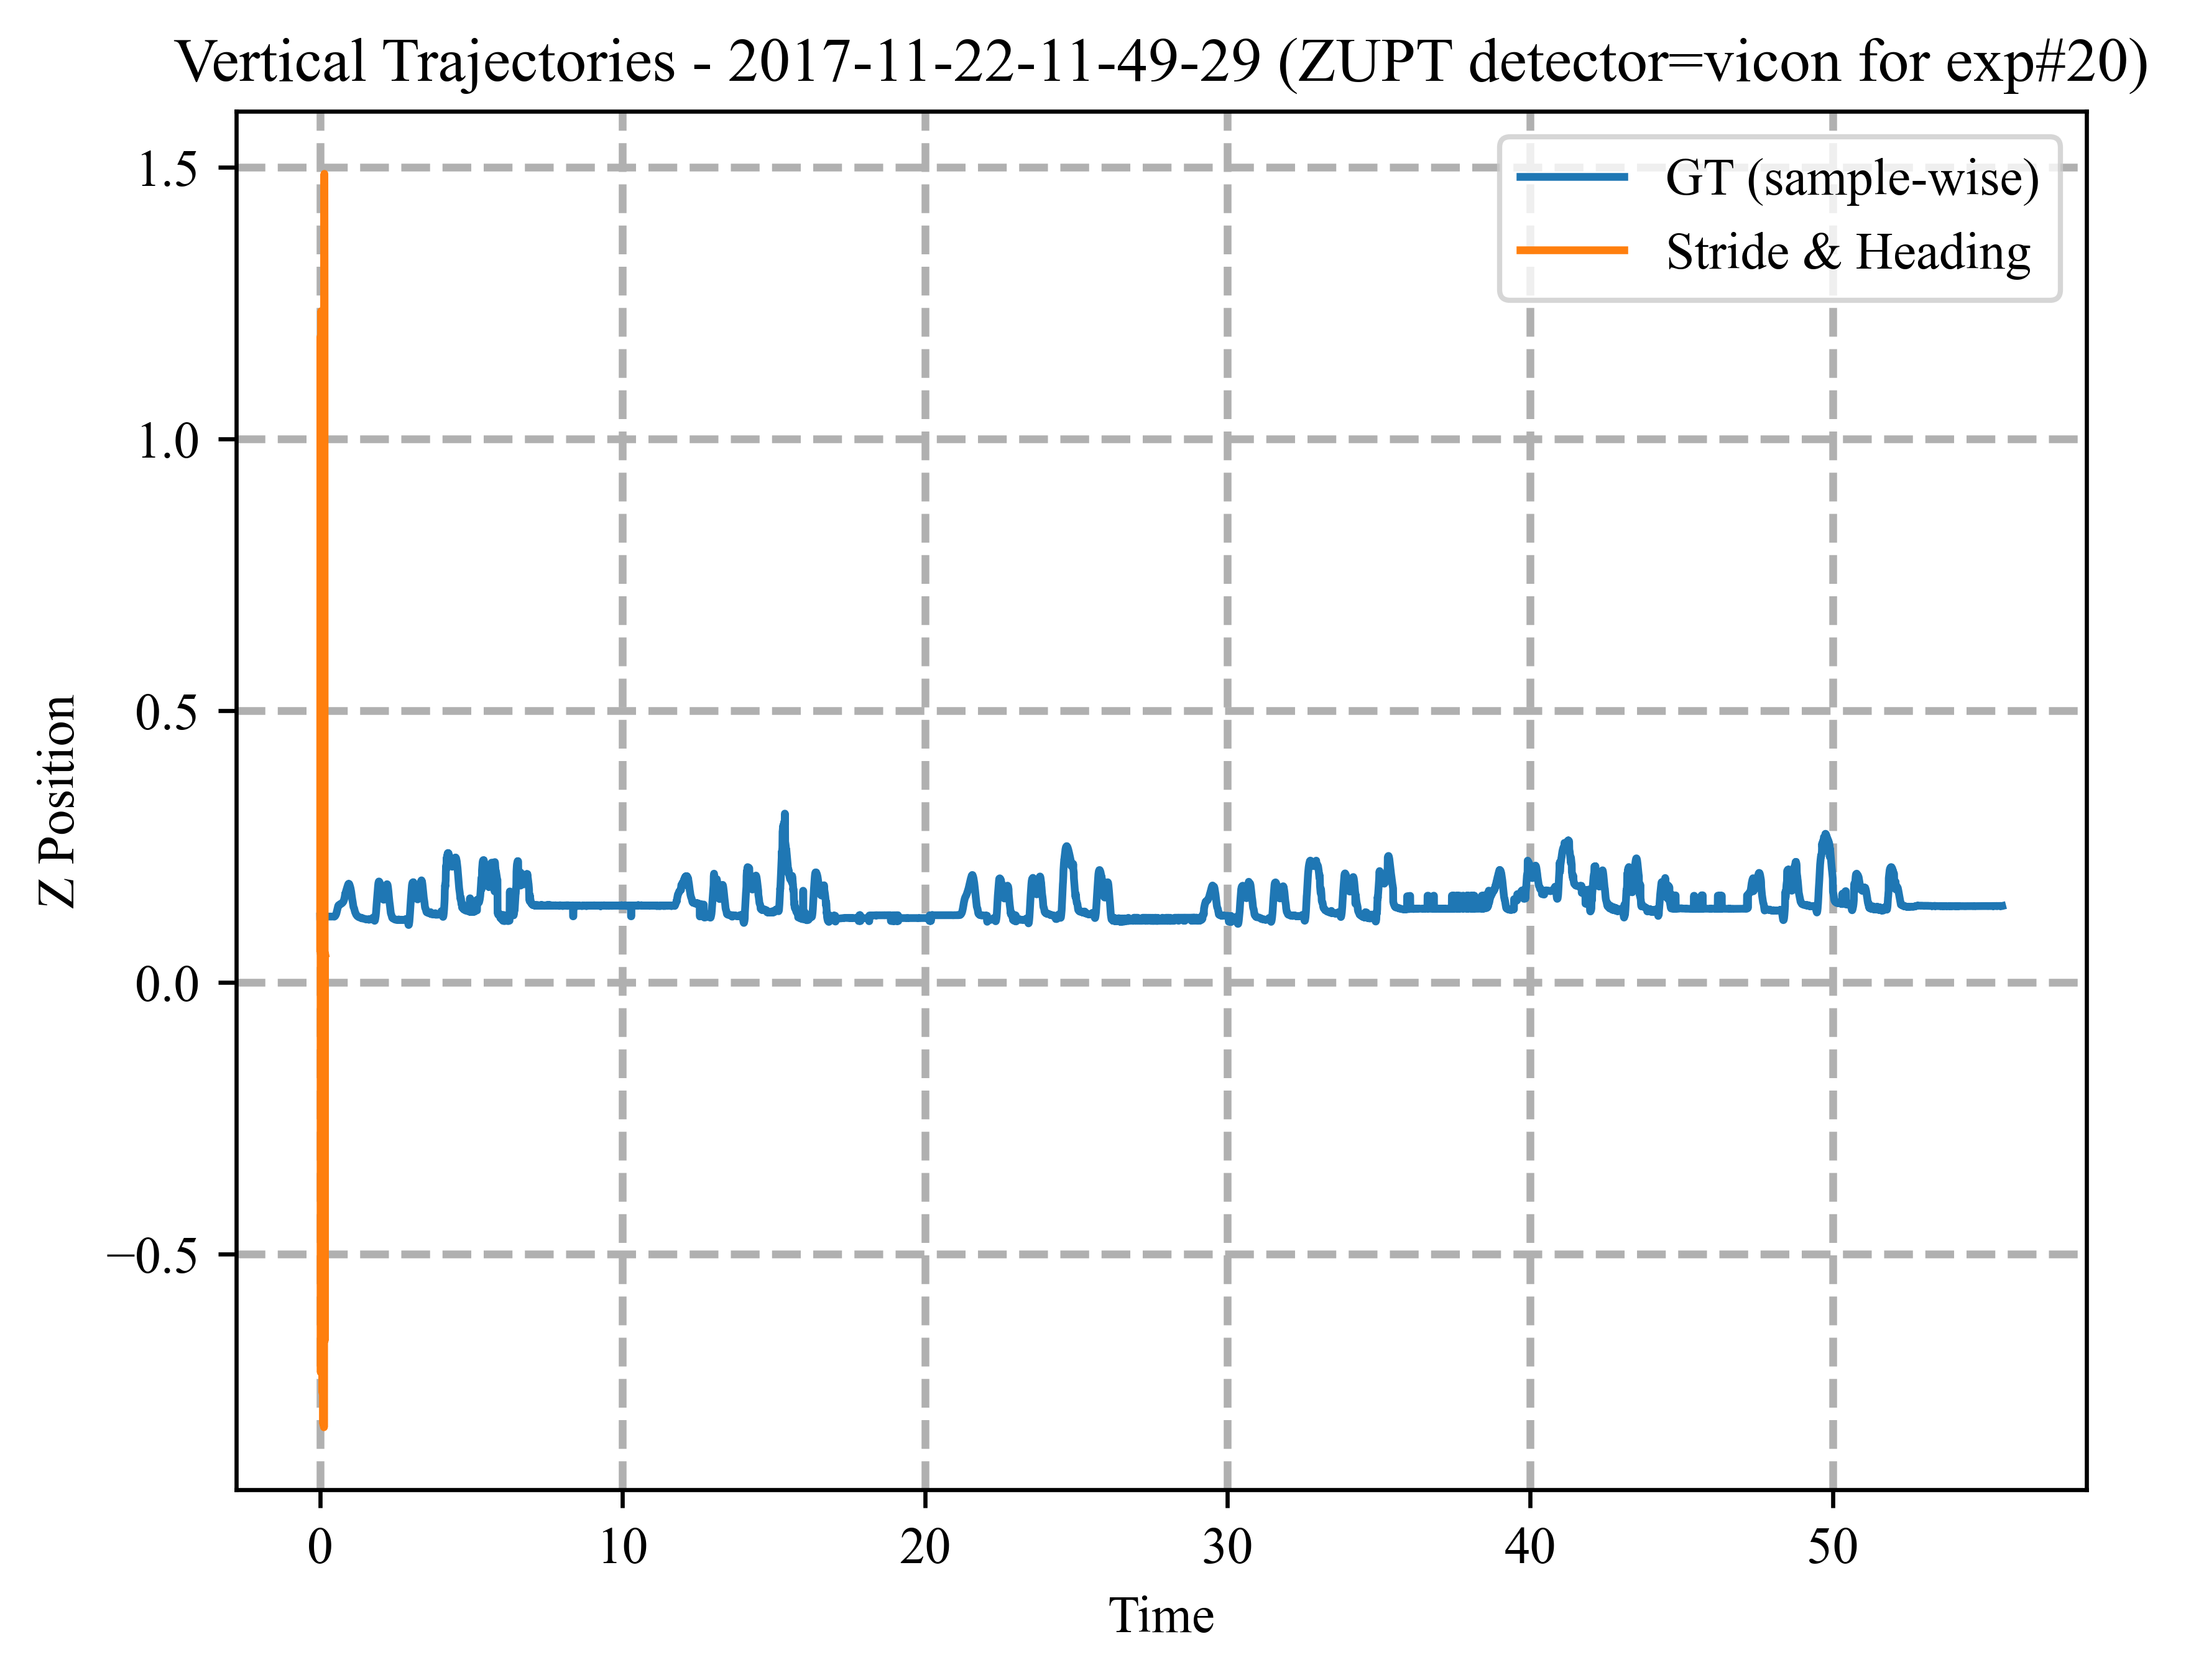 Vertical Trajectories - 2017-11-22-11-49-29 (ZUPT detector=vicon for exp#20)
GT (sample-wise)
Stride & Heading
1.5
1.0
0.5
0.0
−0.5
Z Position
0 10 20 30 40 50
Time